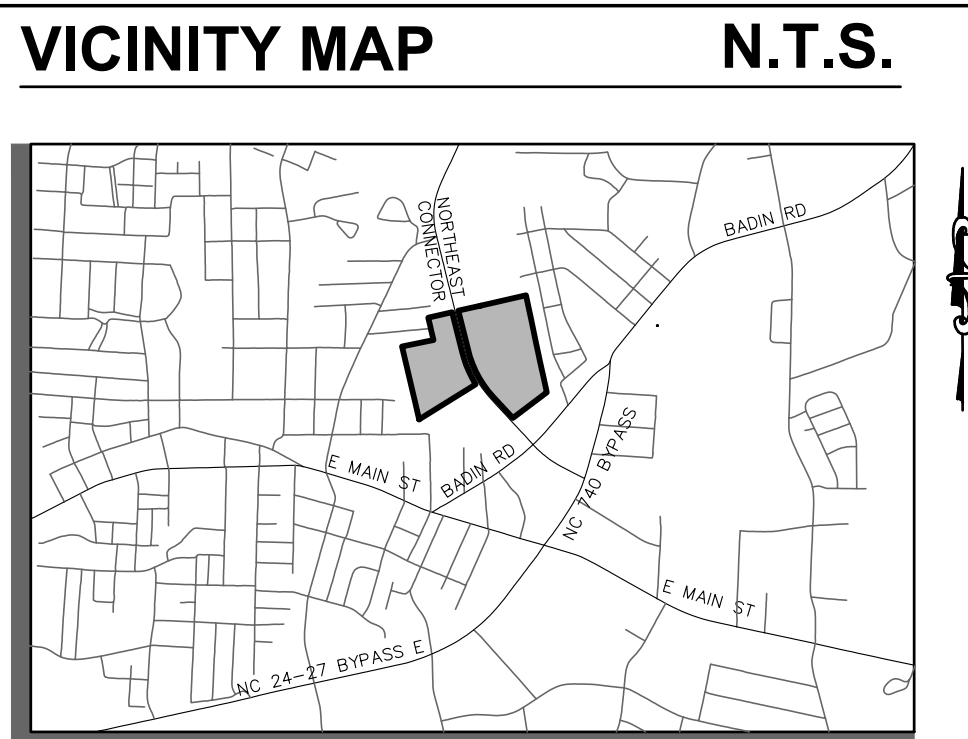 VICINITY MAP N.T.S.
NORTHEAST
CONNECTOR
BADIN RD
E MAIN ST
BADIN RD
NC 740 BYPASS
E MAIN ST
NC 24-27 BYPASS E